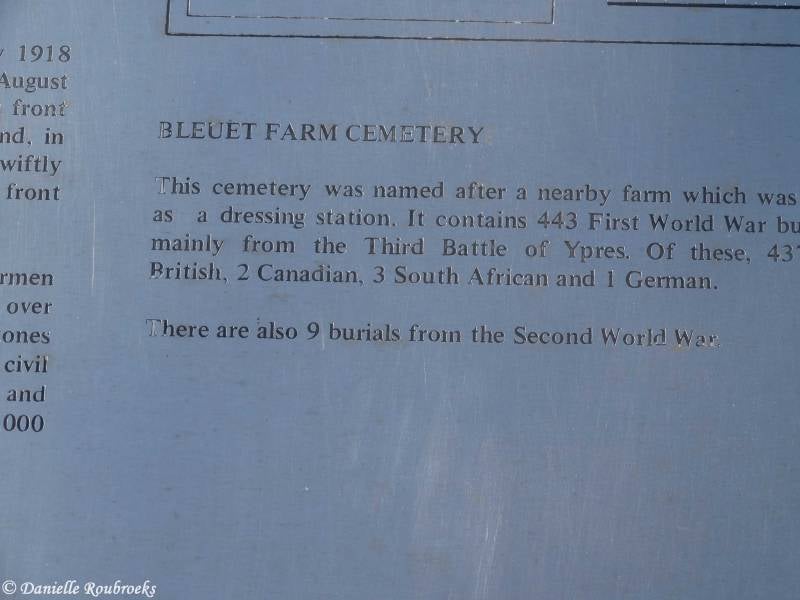 1918
August
front
nd, in
wiftly
front
rmen
over
ones
civil
and
000
BLEUET FARM CEMETERY
This cemetery was named after a nearby farm which was
as a dressing station. It contains 443 First World War bu
mainly from the Third Battle of Ypres. Of these, 437
British, 2 Canadian, 3 South African and 1 German.
There are also 9 burials from the Second World War.
© Danielle Roubroeks